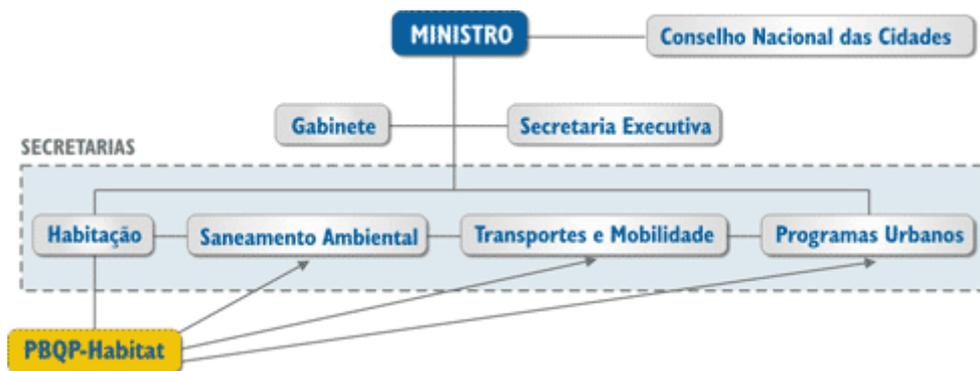 MINISTRO
Conselho Nacional das Cidades
Gabinete
Secretaria Executiva
SECRETARIAS
Habitação
Saneamento Ambiental
Transportes e Mobilidade
Programas Urbanos
PBQP-Habitat